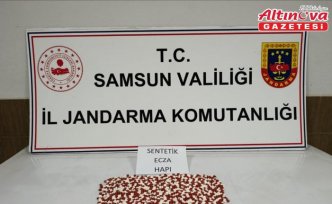 Altınova
GAZETESİ
T.C.
SAMSUN VALİLİĞİ
İL JANDARMA KOMUTANLIĞI
SENTETİK
ECZA
HAPI